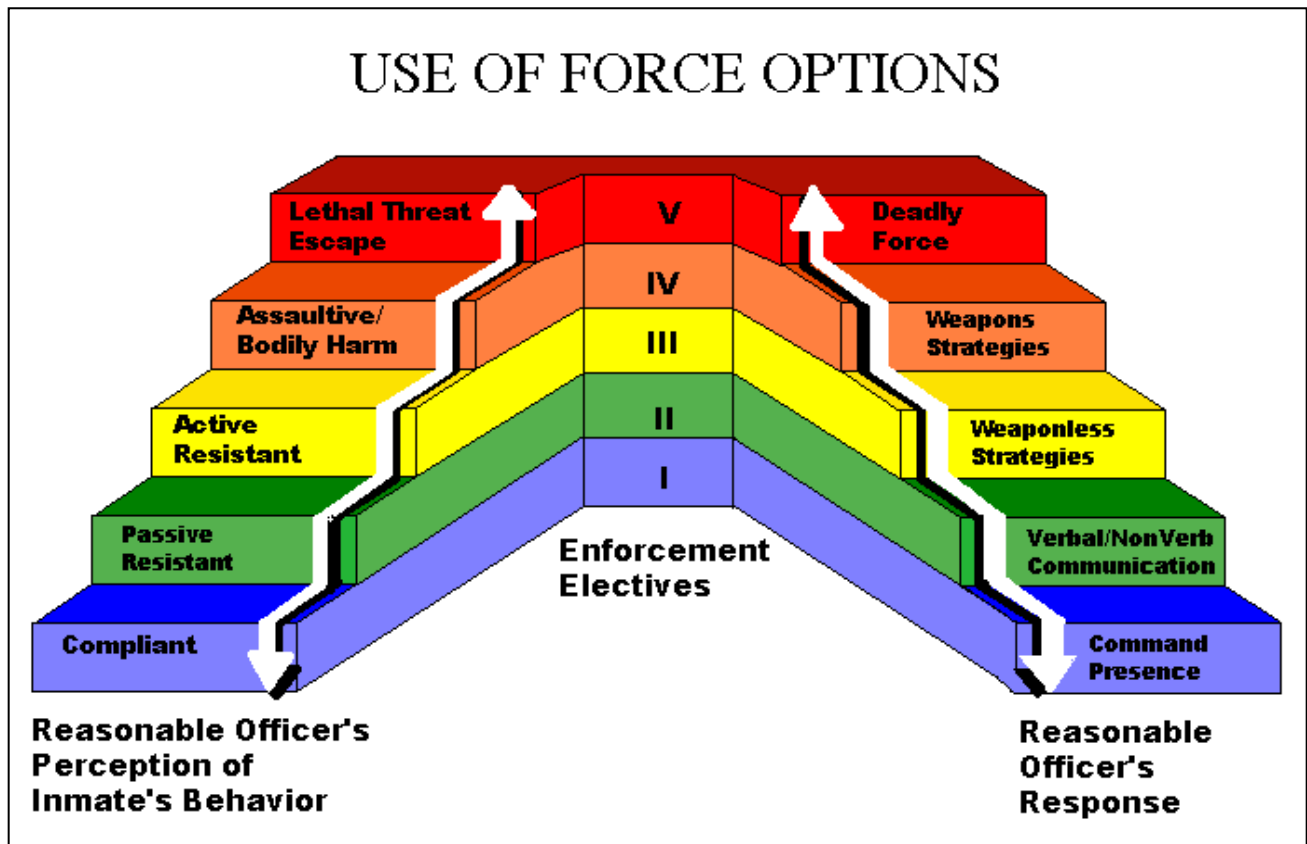 USE OF FORCE OPTIONS
Lethal Threat
Escape
V
Deadly
Force
Assaultive/
Bodily Harm
IV
Weapons
Strategies
Active
Resistant
III
Weaponless
Strategies
Passive
Resistant
II
Verbal/NonVerb
Communication
Compliant
I
Command
Presence
Enforcement
Electives
Reasonable Officer's
Perception of
Inmate's Behavior
Reasonable
Officer's
Response